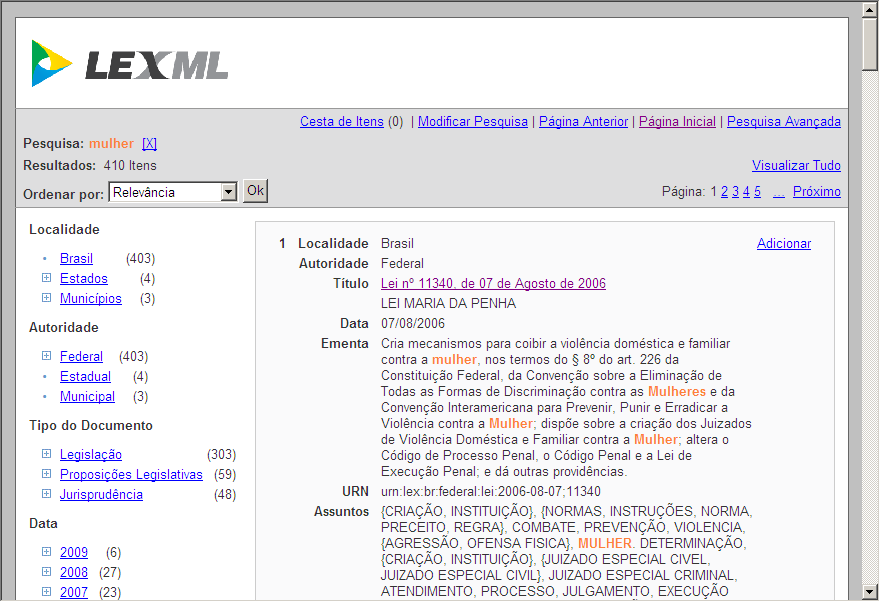 LEXML
Cesta de Itens (0) | Modificar Pesquisa | Página Anterior | Página Inicial | Pesquisa Avançada
Pesquisa: mulher [X]
Resultados: 410 Itens
Visualizar Tudo
Ordenar por: Relevância Ok
Página: 1 2 3 4 5 ... Próximo
Localidade
Brasil (403)
Estados (4)
Municípios (3)
Autoridade
Federal (403)
Estadual (4)
Municipal (3)
Tipo do Documento
Legislação (303)
Proposições Legislativas (59)
Jurisprudência (48)
Data
2009 (6)
2008 (27)
2007 (23)
1 Localidade Brasil Adicionar
Autoridade Federal
Título Lei nº 11340, de 07 de Agosto de 2006
LEI MARIA DA PENHA
Data 07/08/2006
Ementa Cria mecanismos para coibir a violência doméstica e familiar
contra a mulher, nos termos do § 8º do art. 226 da
Constituição Federal, da Convenção sobre a Eliminação de
Todas as Formas de Discriminação contra as Mulheres e da
Convenção Interamericana para Prevenir, Punir e Erradicar a
Violência contra a Mulher; dispõe sobre a criação dos Juizados
de Violência Doméstica e Familiar contra a Mulher; altera o
Código de Processo Penal, o Código Penal e a Lei de
Execução Penal; e dá outras providências.
URN urn:lex:br:federal:lei:2006-08-07;11340
Assuntos {CRIAÇÃO, INSTITUIÇÃO}, {NORMAS, INSTRUÇÕES, NORMA,
PRECEITO, REGRA}, COMBATE, PREVENÇÃO, VIOLENCIA,
{AGRESSÃO, OFENSA FISICA}, MULHER. DETERMINAÇÃO,
{CRIAÇÃO, INSTITUIÇÃO}, {JUIZADO ESPECIAL CIVEL,
JUIZADO ESPECIAL CIVIL}, JUIZADO ESPECIAL CRIMINAL,
ATENDIMENTO, PROCESSO, JULGAMENTO, EXECUÇÃO